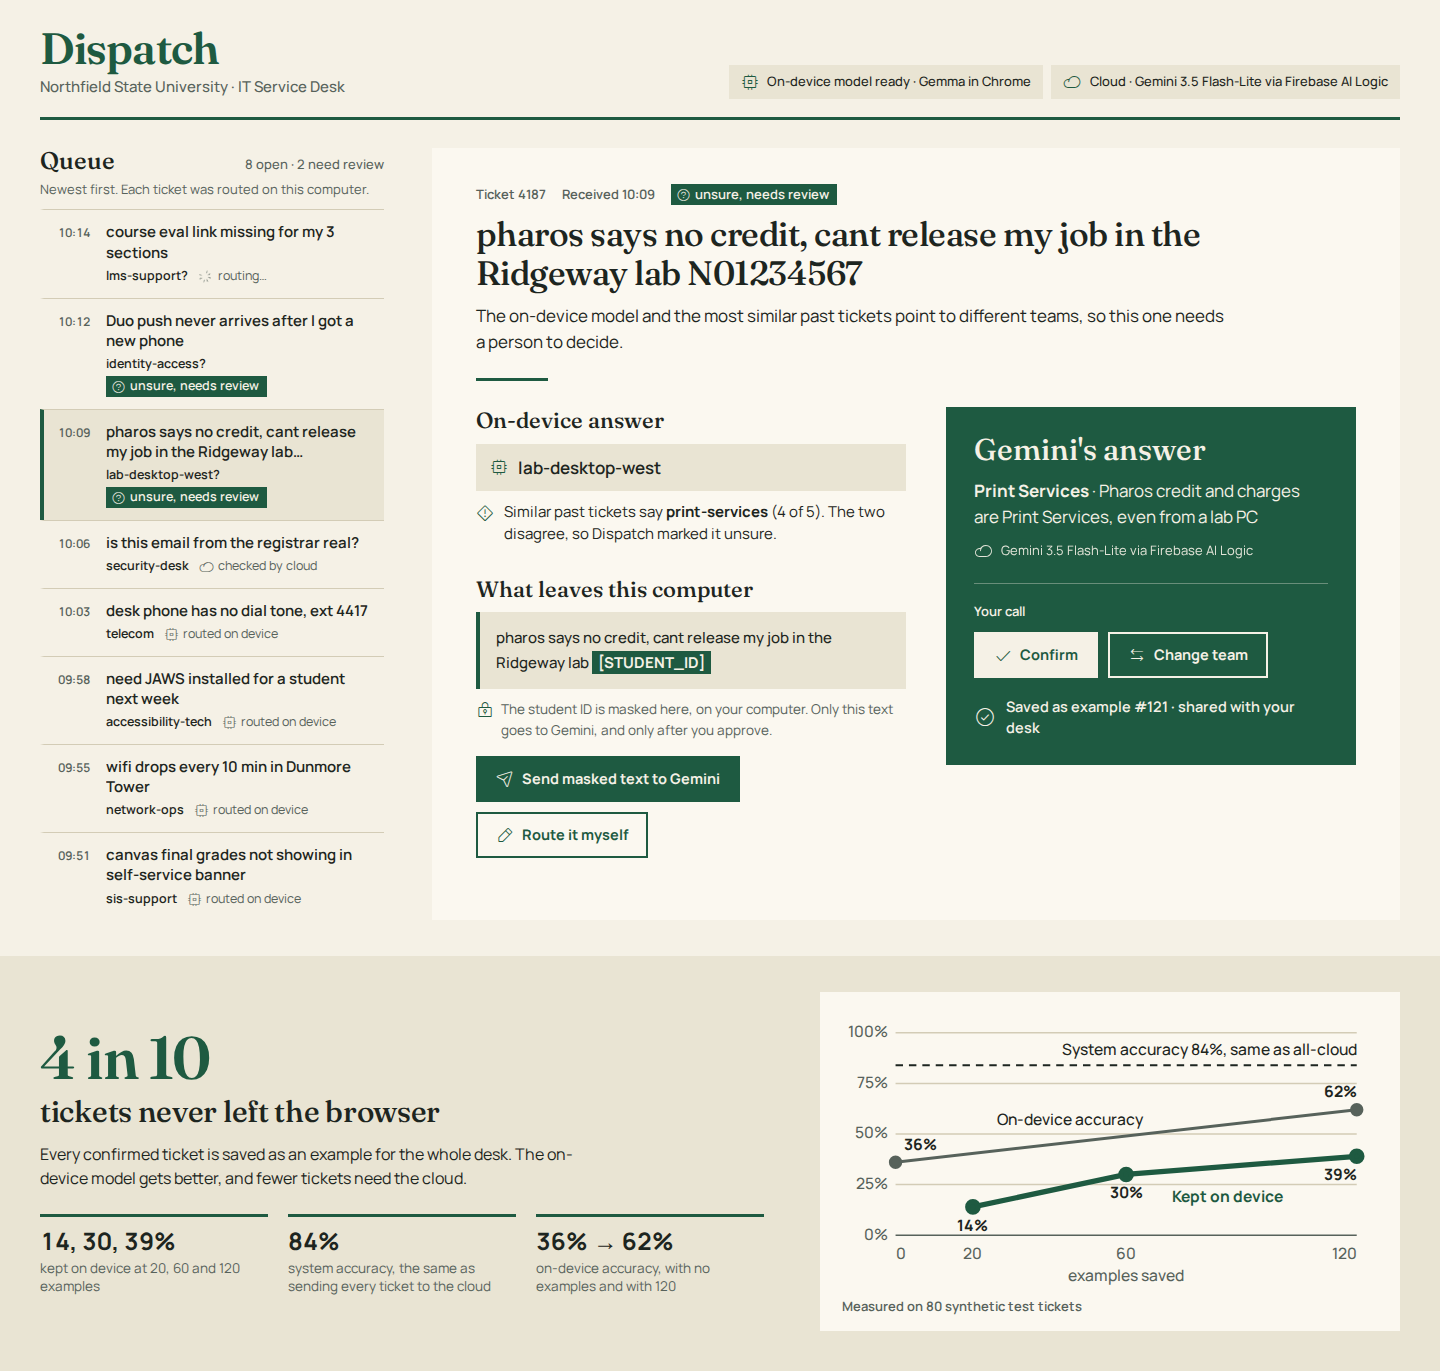 Dispatch
Northfield State University · IT Service Desk
On-device model ready · Gemma in Chrome
Cloud · Gemini 3.5 Flash-Lite via Firebase AI Logic
Queue
8 open · 2 need review
Newest first. Each ticket was routed on this computer.
10:14
course eval link missing for my 3
sections
lms-support? routing...
10:12
Duo push never arrives after I got a
new phone
identity-access?
unsure, needs review
10:09
pharos says no credit, cant release
my job in the Ridgeway lab...
lab-desktop-west?
unsure, needs review
10:06
is this email from the registrar real?
security-desk checked by cloud
10:03
desk phone has no dial tone, ext 4417
telecom routed on device
09:58
need JAWS installed for a student
next week
accessibility-tech routed on device
09:55
wifi drops every 10 min in Dunmore
Tower
network-ops routed on device
09:51
canvas final grades not showing in
self-service banner
sis-support routed on device
Ticket 4187 Received 10:09 unsure, needs review
pharos says no credit, cant release my job in the
Ridgeway lab N01234567
The on-device model and the most similar past tickets point to different teams, so this one needs
a person to decide.
On-device answer
lab-desktop-west
Similar past tickets say print-services (4 of 5). The two
disagree, so Dispatch marked it unsure.
What leaves this computer
pharos says no credit, cant release my job in the
Ridgeway lab [STUDENT_ID]
The student ID is masked here, on your computer. Only this text
goes to Gemini, and only after you approve.
Send masked text to Gemini
Route it myself
Gemini's answer
Print Services · Pharos credit and charges
are Print Services, even from a lab PC
Gemini 3.5 Flash-Lite via Firebase AI Logic
Your call
Confirm
Change team
Saved as example #121 · shared with your
desk
4 in 10
tickets never left the browser
Every confirmed ticket is saved as an example for the whole desk. The on-
device model gets better, and fewer tickets need the cloud.
14, 30, 39%
kept on device at 20, 60 and 120
examples
84%
system accuracy, the same as
sending every ticket to the cloud
36% → 62%
on-device accuracy, with no
examples and with 120
100%
System accuracy 84%, same as all-cloud
75%
62%
On-device accuracy
50%
36%
39%
25%
30%
Kept on device
14%
0%
0 20 60 120
examples saved
Measured on 80 synthetic test tickets